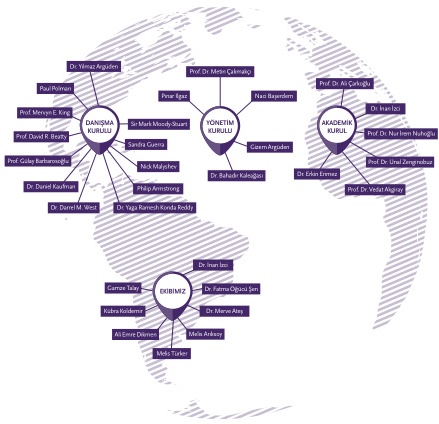 Dr. Yılmaz Argüden
Paul Polman
Prof. Mervyn E. King
Prof. David R. Beatty
Prof. Gülay Barbarosoğlu
Dr. Daniel Kaufman
Dr. Darrel M. West
DANIŞMA
KURULU
Sir Mark Moody-Stuart
Sandra Guerra
Nick Malyshev
Philip Armstrong
Dr. Yaga Ramesh Konda Reddy
Prof. Dr. Metin Çakmakçı
Pınar Ilgaz
Naci Başerdem
YÖNETİM
KURULU
Gizem Argüden
Dr. Bahadır Kaleağası
Prof. Dr. Ali Çarkoğlu
Dr. İnan İzci
AKADEMİK
KURUL
Prof. Dr. Nur İrem Nuhoğlu
Prof. Dr. Ünal Zenginobuz
Dr. Erkin Erimez
Prof. Dr. Vedat Akgiray
Dr. İnan İzci
Gamze Talay
EKİBİMİZ
Dr. Fatma Öğücü Şen
Kübra Koldemir
Dr. Merve Ateş
Ali Emre Dikmen
Melis Arıksoy
Melis Türker